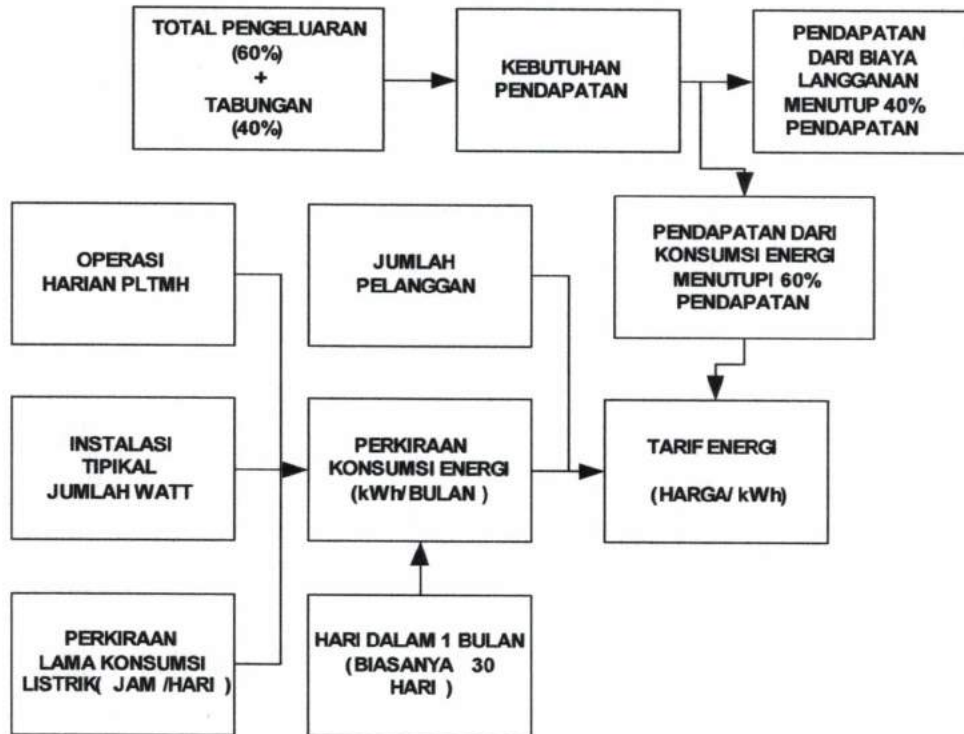 TOTAL PENGELUARAN
(60%)
+
TABUNGAN
(40%)
KEBUTUHAN
PENDAPATAN
PENDAPATAN
DARI BIAYA
LANGGANAN
MENUTUP 40%
PENDAPATAN
OPERASI
HARIAN PLTMH
JUMLAH
PELANGGAN
PENDAPATAN DARI
KONSUMSI ENERGI
MENUTUPI 60%
PENDAPATAN
INSTALASI
TIPIKAL
JUMLAH WATT
PERKIRAAN
KONSUMSI ENERGI
(kWh/BULAN )
TARIF ENERGI
(HARGA/ kWh)
PERKIRAAN
LAMA KONSUMSI
LISTRIK( JAM /HARI )
HARI DALAM 1 BULAN
(BIASANYA 30
HARI )